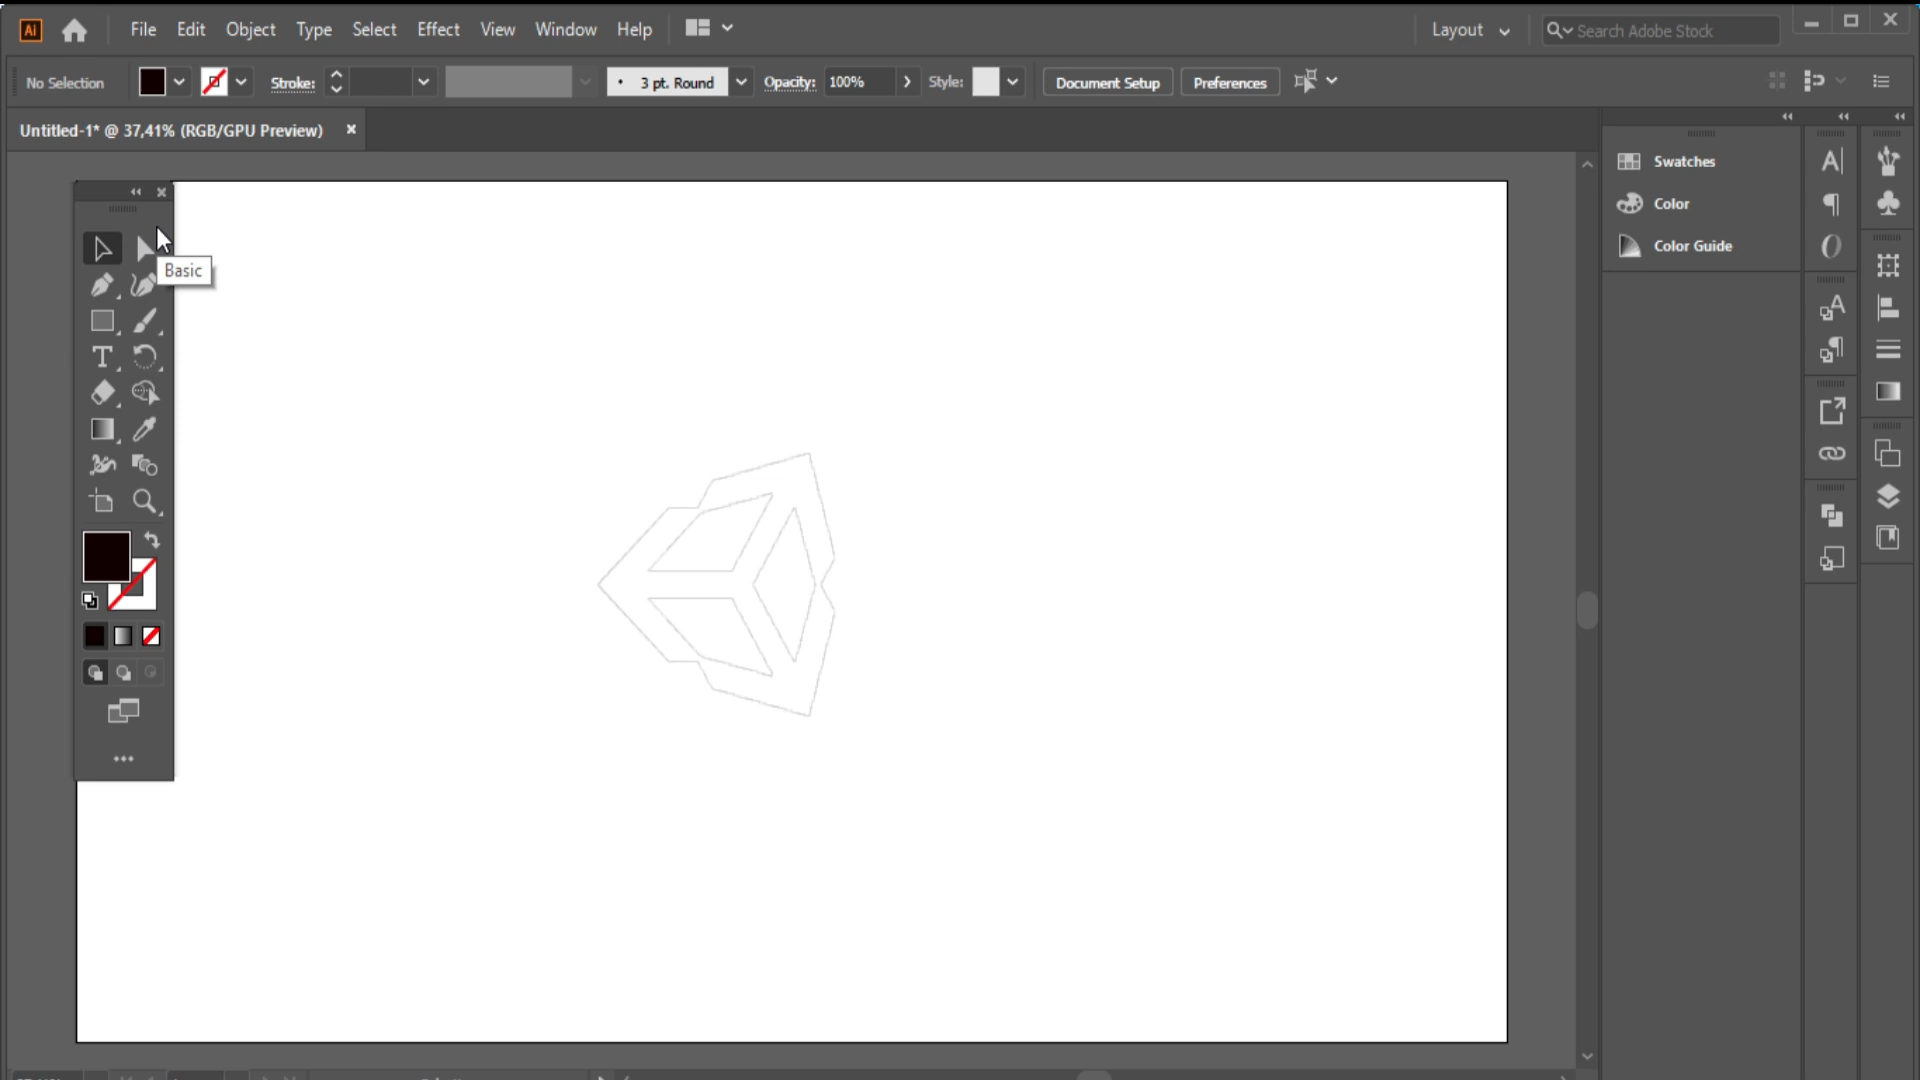 Ai File Edit Object Type Select Effect View Window Help Layout Search Adobe Stock
No Selection Stroke: 3 pt. Round Opacity: 100% Style: Document Setup Preferences
Untitled-1* @ 37,41% (RGB/GPU Preview)
Swatches
Color
Color Guide
Basic